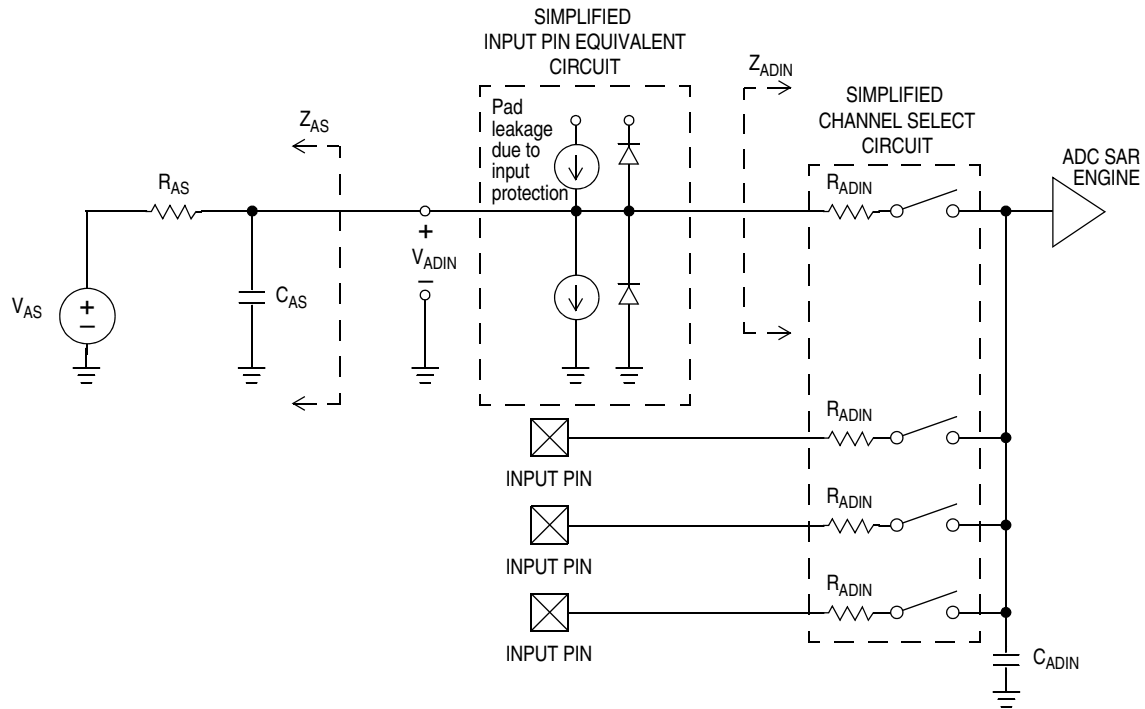 SIMPLIFIED
INPUT PIN EQUIVALENT
CIRCUIT
Z_ADIN
SIMPLIFIED
CHANNEL SELECT
CIRCUIT
ADC SAR
ENGINE
Z_AS
Pad
leakage
due to
input
protection
R_AS
R_ADIN
+
V_ADIN
–
V_AS
+
–
C_AS
R_ADIN
INPUT PIN
R_ADIN
INPUT PIN
R_ADIN
INPUT PIN
C_ADIN